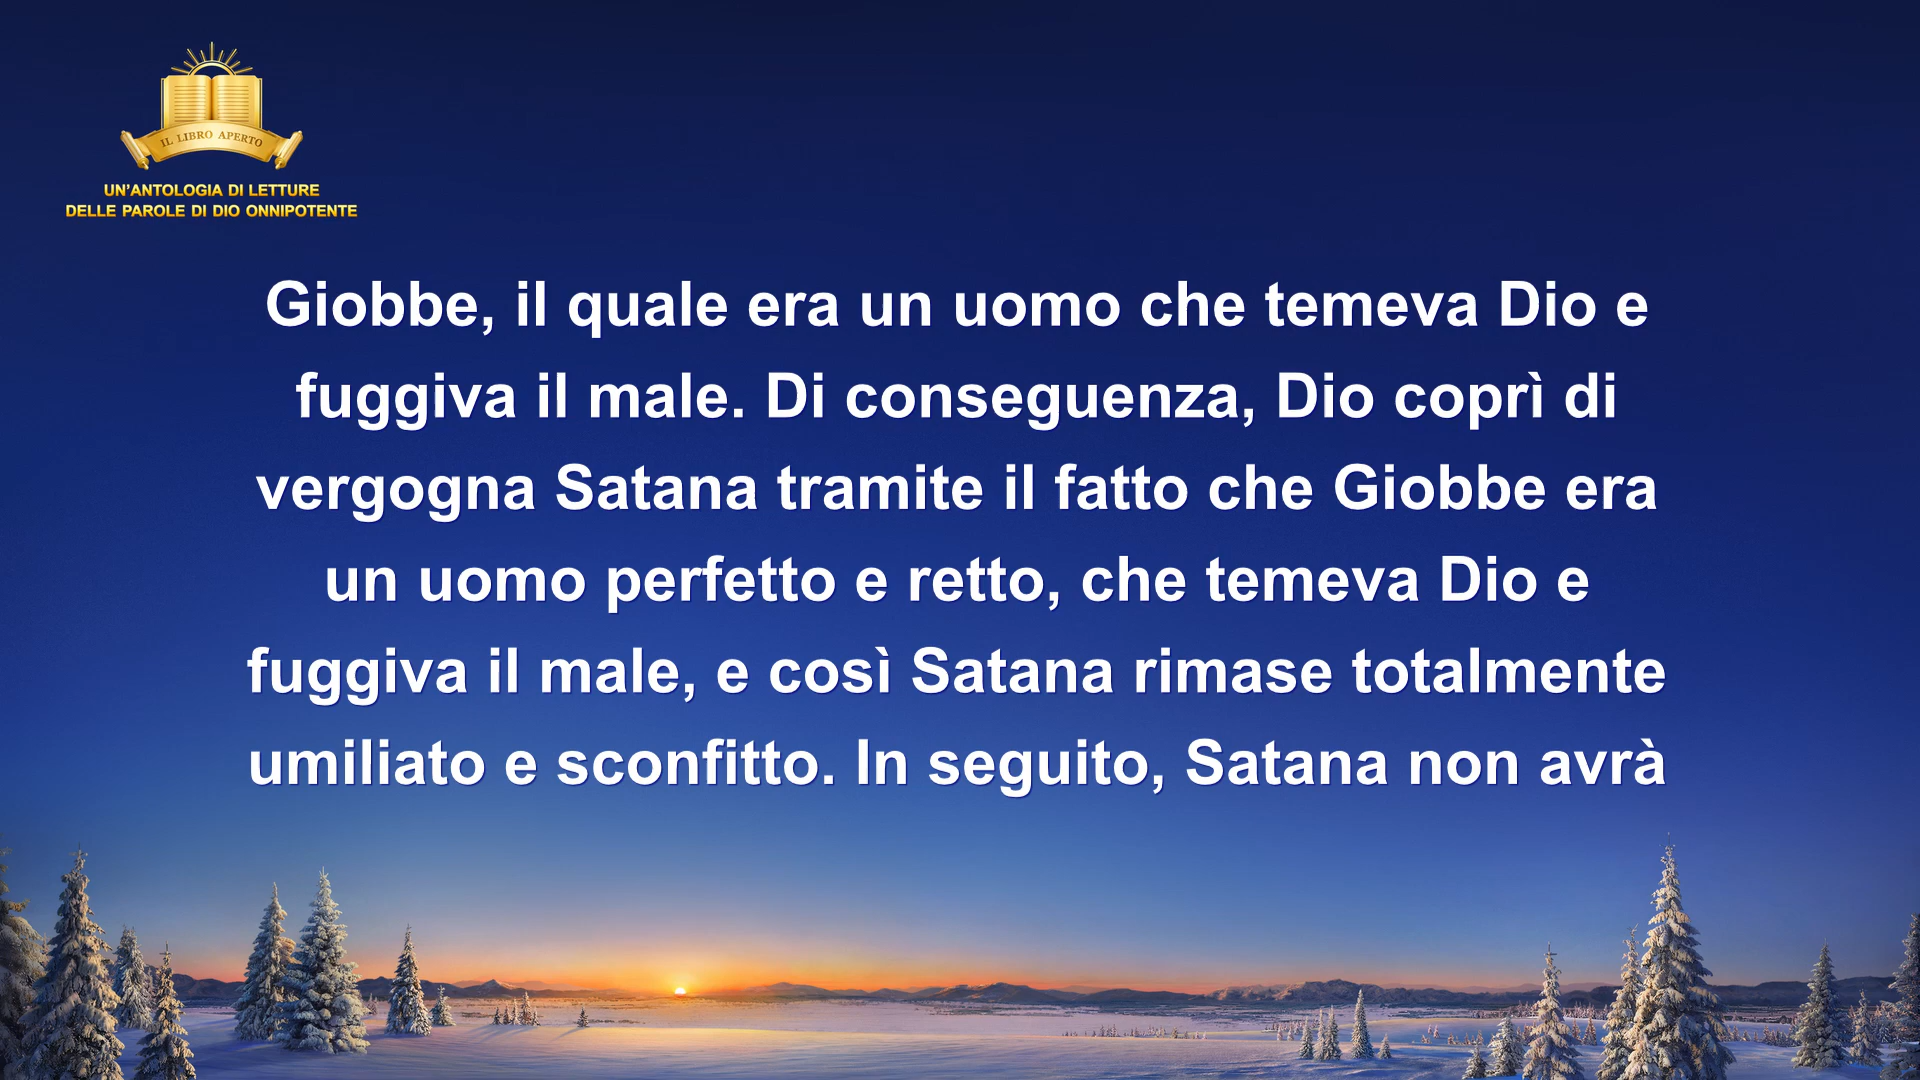 IL LIBRO APERTO
UN’ANTOLOGIA DI LETTURE
DELLE PAROLE DI DIO ONNIPOTENTE
Giobbe, il quale era un uomo che temeva Dio e
fuggiva il male. Di conseguenza, Dio coprì di
vergogna Satana tramite il fatto che Giobbe era
un uomo perfetto e retto, che temeva Dio e
fuggiva il male, e così Satana rimase totalmente
umiliato e sconfitto. In seguito, Satana non avrà